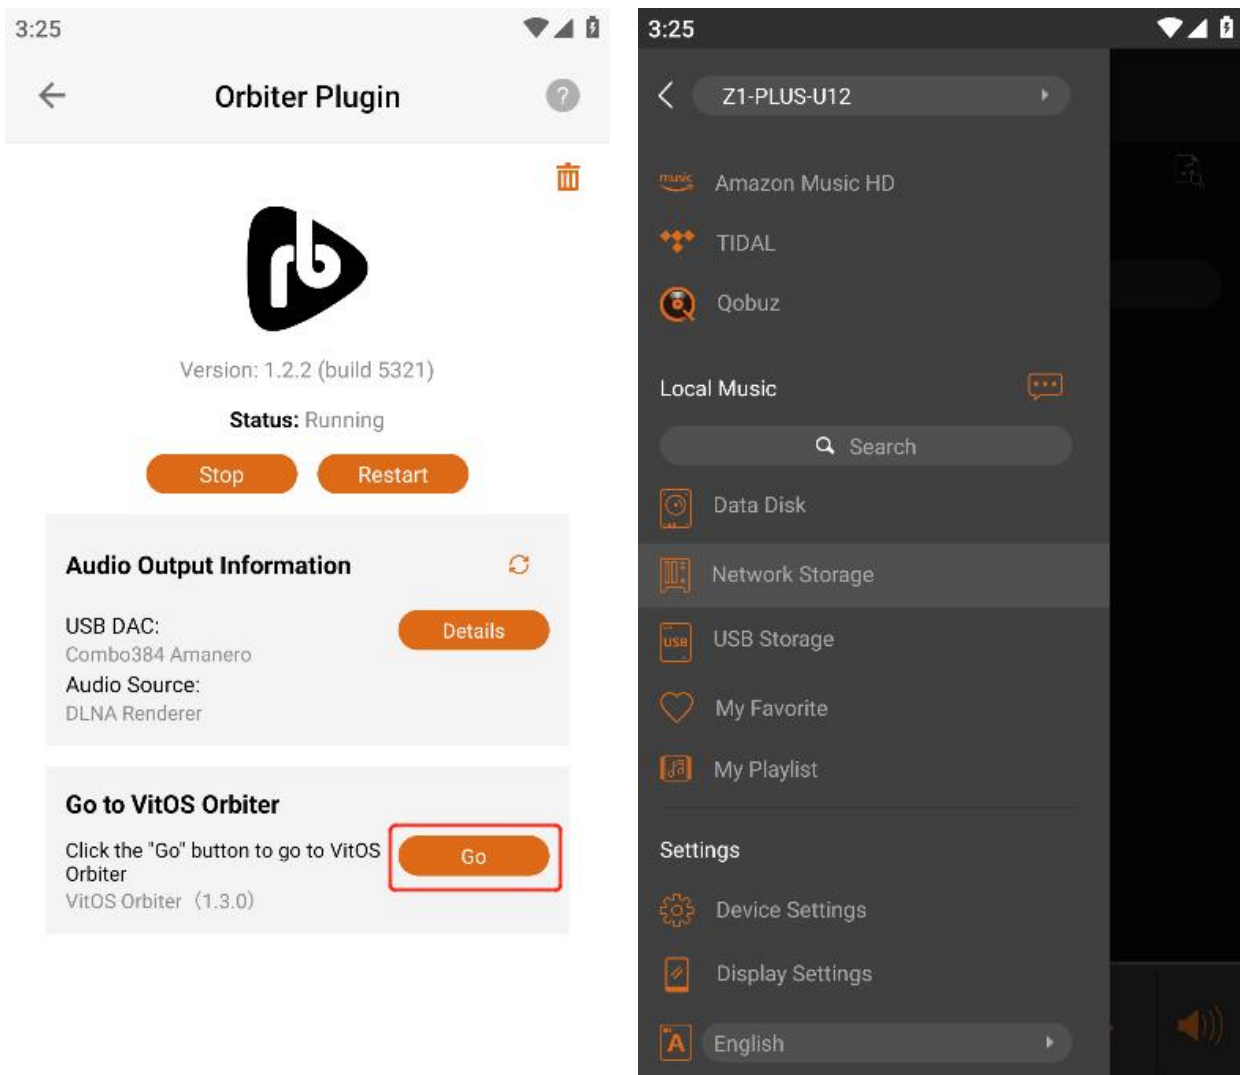 3:25
Orbiter Plugin
?
Version: 1.2.2 (build 5321)
Status: Running
Stop
Restart
Audio Output Information
USB DAC:
Details
Combo384 Amanero
Audio Source:
DLNA Renderer
Go to VitOS Orbiter
Click the "Go" button to go to VitOS
Orbiter
Go
VitOS Orbiter（1.3.0）
3:25
Z1-PLUS-U12
music
Amazon Music HD
TIDAL
Qobuz
Local Music
Search
Data Disk
Network Storage
USB
USB Storage
My Favorite
My Playlist
Settings
Device Settings
Display Settings
A
English